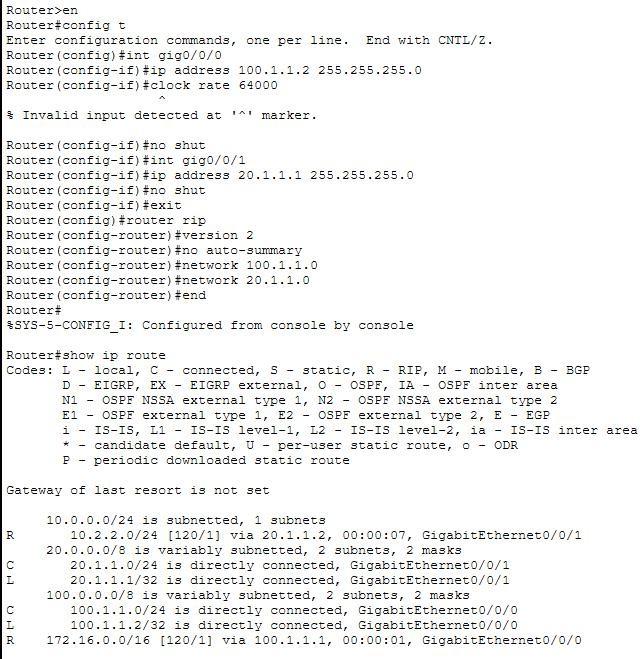 Router>en
Router#config t
Enter configuration commands, one per line.  End with CNTL/Z.
Router(config)#int gig0/0/0
Router(config-if)#ip address 100.1.1.2 255.255.255.0
Router(config-if)#clock rate 64000
                    ^
% Invalid input detected at '^' marker.

Router(config-if)#no shut
Router(config-if)#int gig0/0/1
Router(config-if)#ip address 20.1.1.1 255.255.255.0
Router(config-if)#no shut
Router(config-if)#exit
Router(config)#router rip
Router(config-router)#version 2
Router(config-router)#no auto-summary
Router(config-router)#network 100.1.1.0
Router(config-router)#network 20.1.1.0
Router(config-router)#end
Router#
%SYS-5-CONFIG_I: Configured from console by console

Router#show ip route
Codes: L - local, C - connected, S - static, R - RIP, M - mobile, B - BGP
       D - EIGRP, EX - EIGRP external, O - OSPF, IA - OSPF inter area
       N1 - OSPF NSSA external type 1, N2 - OSPF NSSA external type 2
       E1 - OSPF external type 1, E2 - OSPF external type 2, E - EGP
       i - IS-IS, L1 - IS-IS level-1, L2 - IS-IS level-2, ia - IS-IS inter area
       * - candidate default, U - per-user static route, o - ODR
       P - periodic downloaded static route

Gateway of last resort is not set

     10.0.0.0/24 is subnetted, 1 subnets
R       10.2.2.0/24 [120/1] via 20.1.1.2, 00:00:07, GigabitEthernet0/0/1
     20.0.0.0/8 is variably subnetted, 2 subnets, 2 masks
C       20.1.1.0/24 is directly connected, GigabitEthernet0/0/1
L       20.1.1.1/32 is directly connected, GigabitEthernet0/0/1
     100.0.0.0/8 is variably subnetted, 2 subnets, 2 masks
C       100.1.1.0/24 is directly connected, GigabitEthernet0/0/0
L       100.1.1.2/32 is directly connected, GigabitEthernet0/0/0
R    172.16.0.0/16 [120/1] via 100.1.1.1, 00:00:01, GigabitEthernet0/0/0